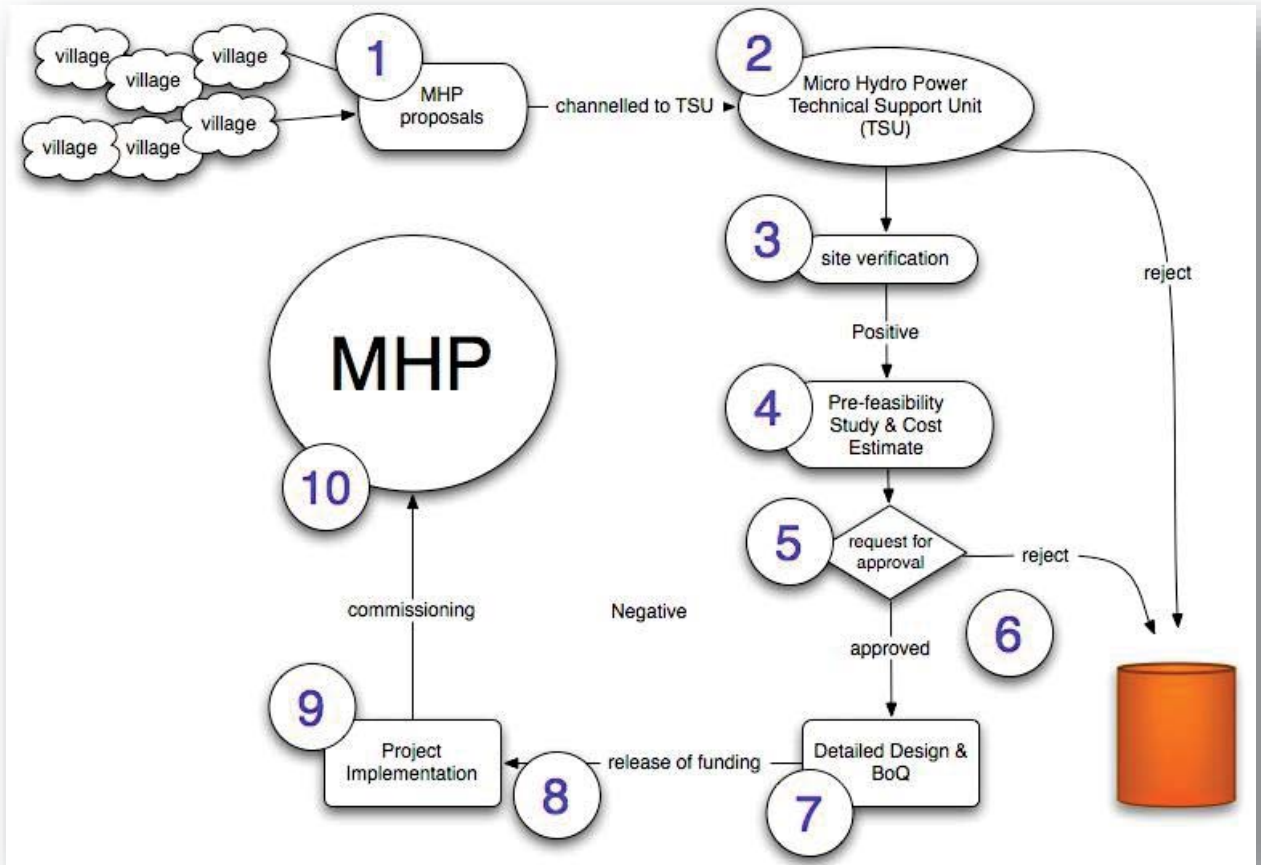 village
village
village
village
village
village
1
MHP
proposals
channelled to TSU
2
Micro Hydro Power
Technical Support Unit
(TSU)
reject
3
site verification
Positive
4
Pre-feasibility
Study & Cost
Estimate
5
request for
approval
reject
6
approved
7
Detailed Design &
BoQ
release of funding
8
9
Project
Implementation
commissioning
Negative
10
MHP